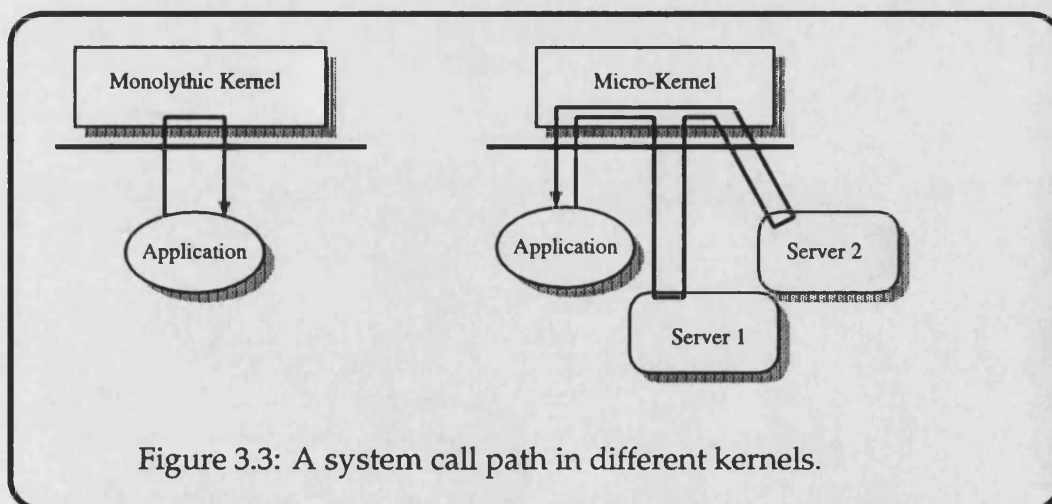 Monolythic Kernel
Micro-Kernel
Application
Application
Server 2
Server 1
Figure 3.3: A system call path in different kernels.